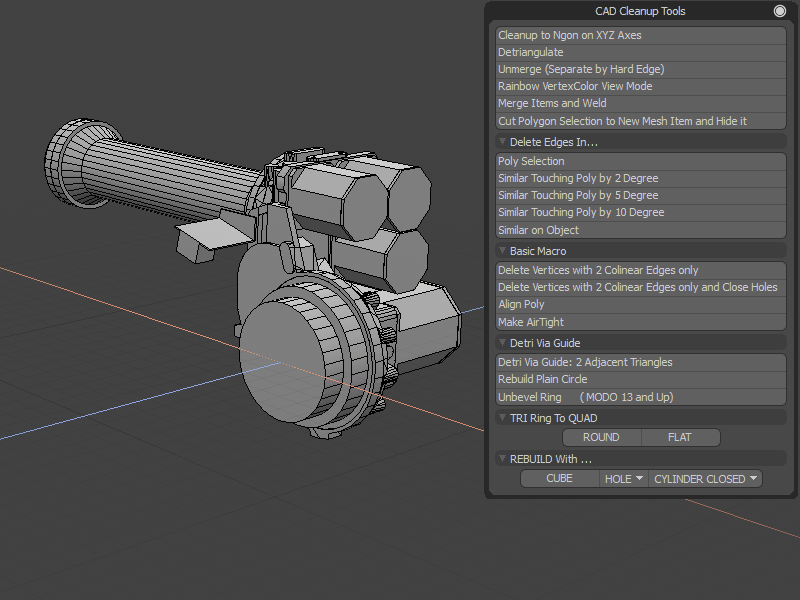 CAD Cleanup Tools
Cleanup to Ngon on XYZ Axes
Detriangulate
Unmerge (Separate by Hard Edge)
Rainbow VertexColor View Mode
Merge Items and Weld
Cut Polygon Selection to New Mesh Item and Hide it
Delete Edges In...
Poly Selection
Similar Touching Poly by 2 Degree
Similar Touching Poly by 5 Degree
Similar Touching Poly by 10 Degree
Similar on Object
Basic Macro
Delete Vertices with 2 Colinear Edges only
Delete Vertices with 2 Colinear Edges only and Close Holes
Align Poly
Make AirTight
Detri Via Guide
Detri Via Guide: 2 Adjacent Triangles
Rebuild Plain Circle
Unbevel Ring (MODO 13 and Up)
TRI Ring To QUAD
ROUND FLAT
REBUILD With ...
CUBE HOLE CYLINDER CLOSED